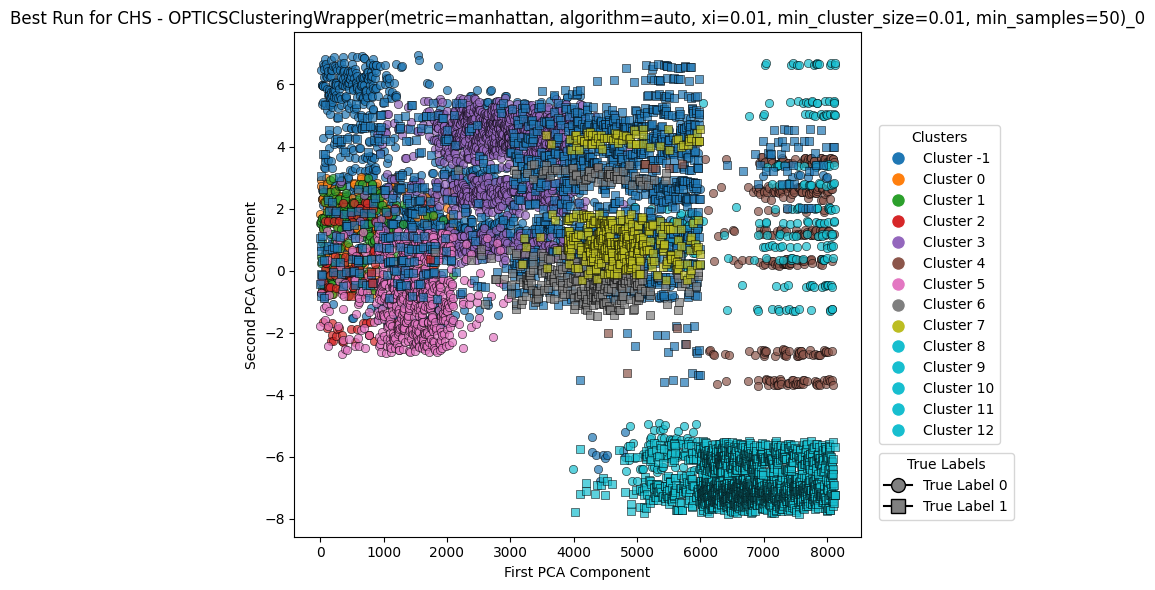 Best Run for CHS - OPTICSClusteringWrapper(metric=manhattan, algorithm=auto, xi=0.01, min_cluster_size=0.01, min_samples=50)_0
6
4
2
0
−2
−4
−6
−8
Second PCA Component
0 1000 2000 3000 4000 5000 6000 7000 8000
First PCA Component
Clusters
Cluster -1
Cluster 0
Cluster 1
Cluster 2
Cluster 3
Cluster 4
Cluster 5
Cluster 6
Cluster 7
Cluster 8
Cluster 9
Cluster 10
Cluster 11
Cluster 12
True Labels
True Label 0
True Label 1